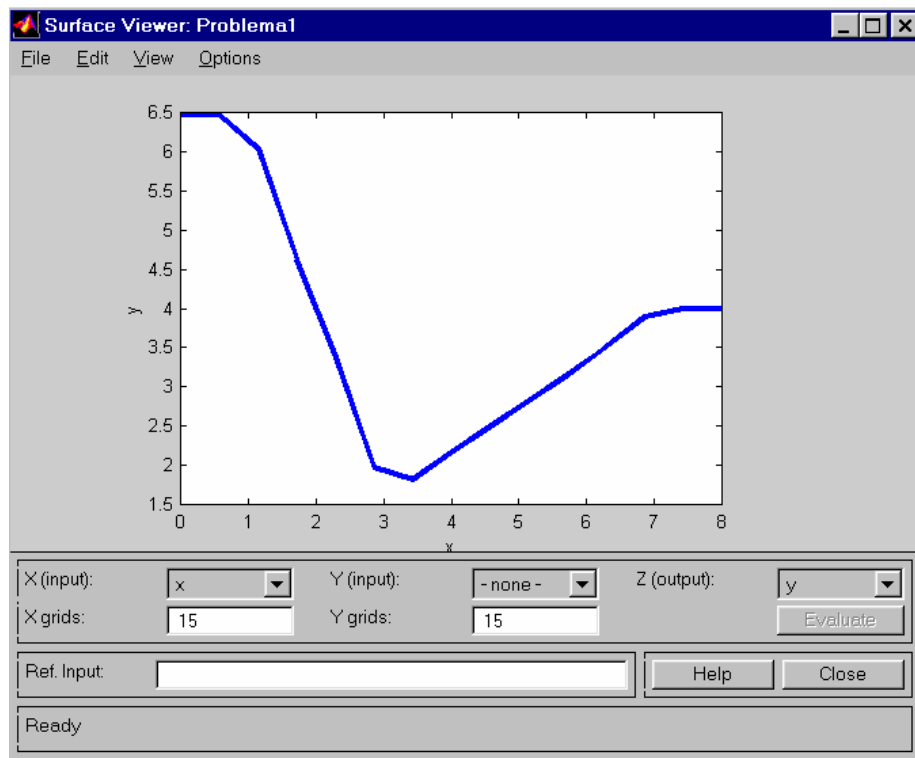 Surface Viewer: Problema1
File Edit View Options
6.5
6
5.5
5
4.5
4
3.5
3
2.5
2
1.5
y
0 1 2 3 4 5 6 7 8
x
X (input): x Y (input): - none - Z (output): y
X grids: 15 Y grids: 15 Evaluate
Ref. Input: Help Close
Ready